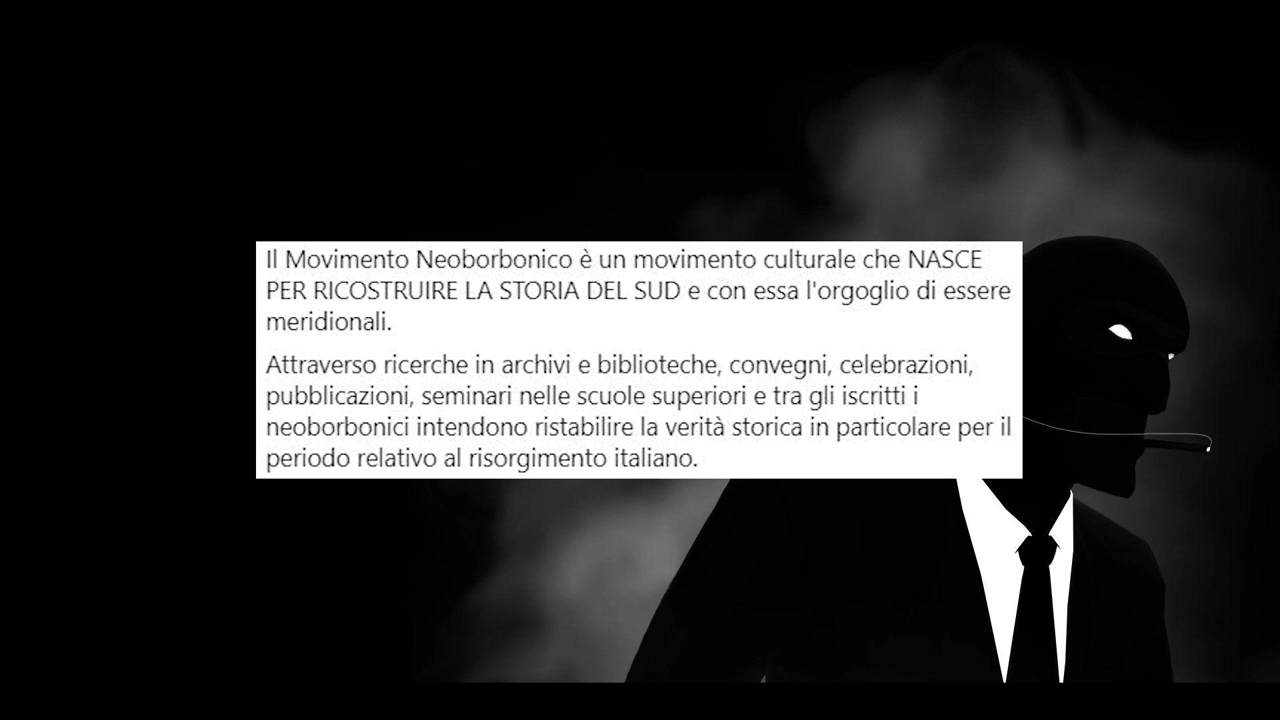 Il Movimento Neoborbonico è un movimento culturale che NASCE
PER RICOSTRUIRE LA STORIA DEL SUD e con essa l'orgoglio di essere
meridionali.
Attraverso ricerche in archivi e biblioteche, convegni, celebrazioni,
pubblicazioni, seminari nelle scuole superiori e tra gli iscritti i
neoborbonici intendono ristabilire la verità storica in particolare per il
periodo relativo al risorgimento italiano.